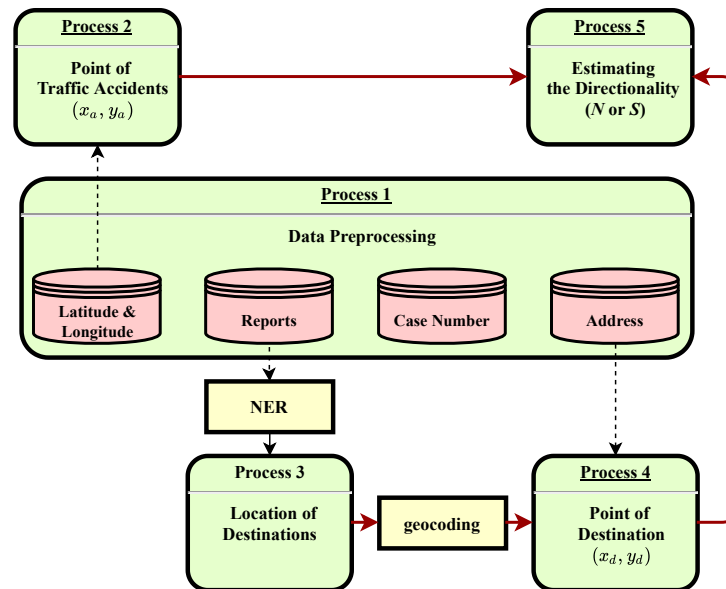 Process 2
Point of
Traffic Accidents
(x_a, y_a)
Process 5
Estimating
the Directionality
(N or S)
Process 1
Data Preprocessing
Latitude &
Longitude
Reports
Case Number
Address
NER
Process 3
Location of
Destinations
geocoding
Process 4
Point of
Destination
(x_d, y_d)